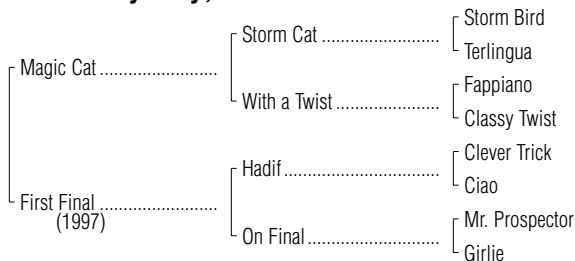 Storm Bird
Storm Cat ..............................
Terlingua
Magic Cat ...........................
Fappiano
With a Twist ..........................
Classy Twist
Clever Trick
Hadif ...................................
Ciao
First Final ...........................
(1997)
Mr. Prospector
On Final ..............................
Girlie